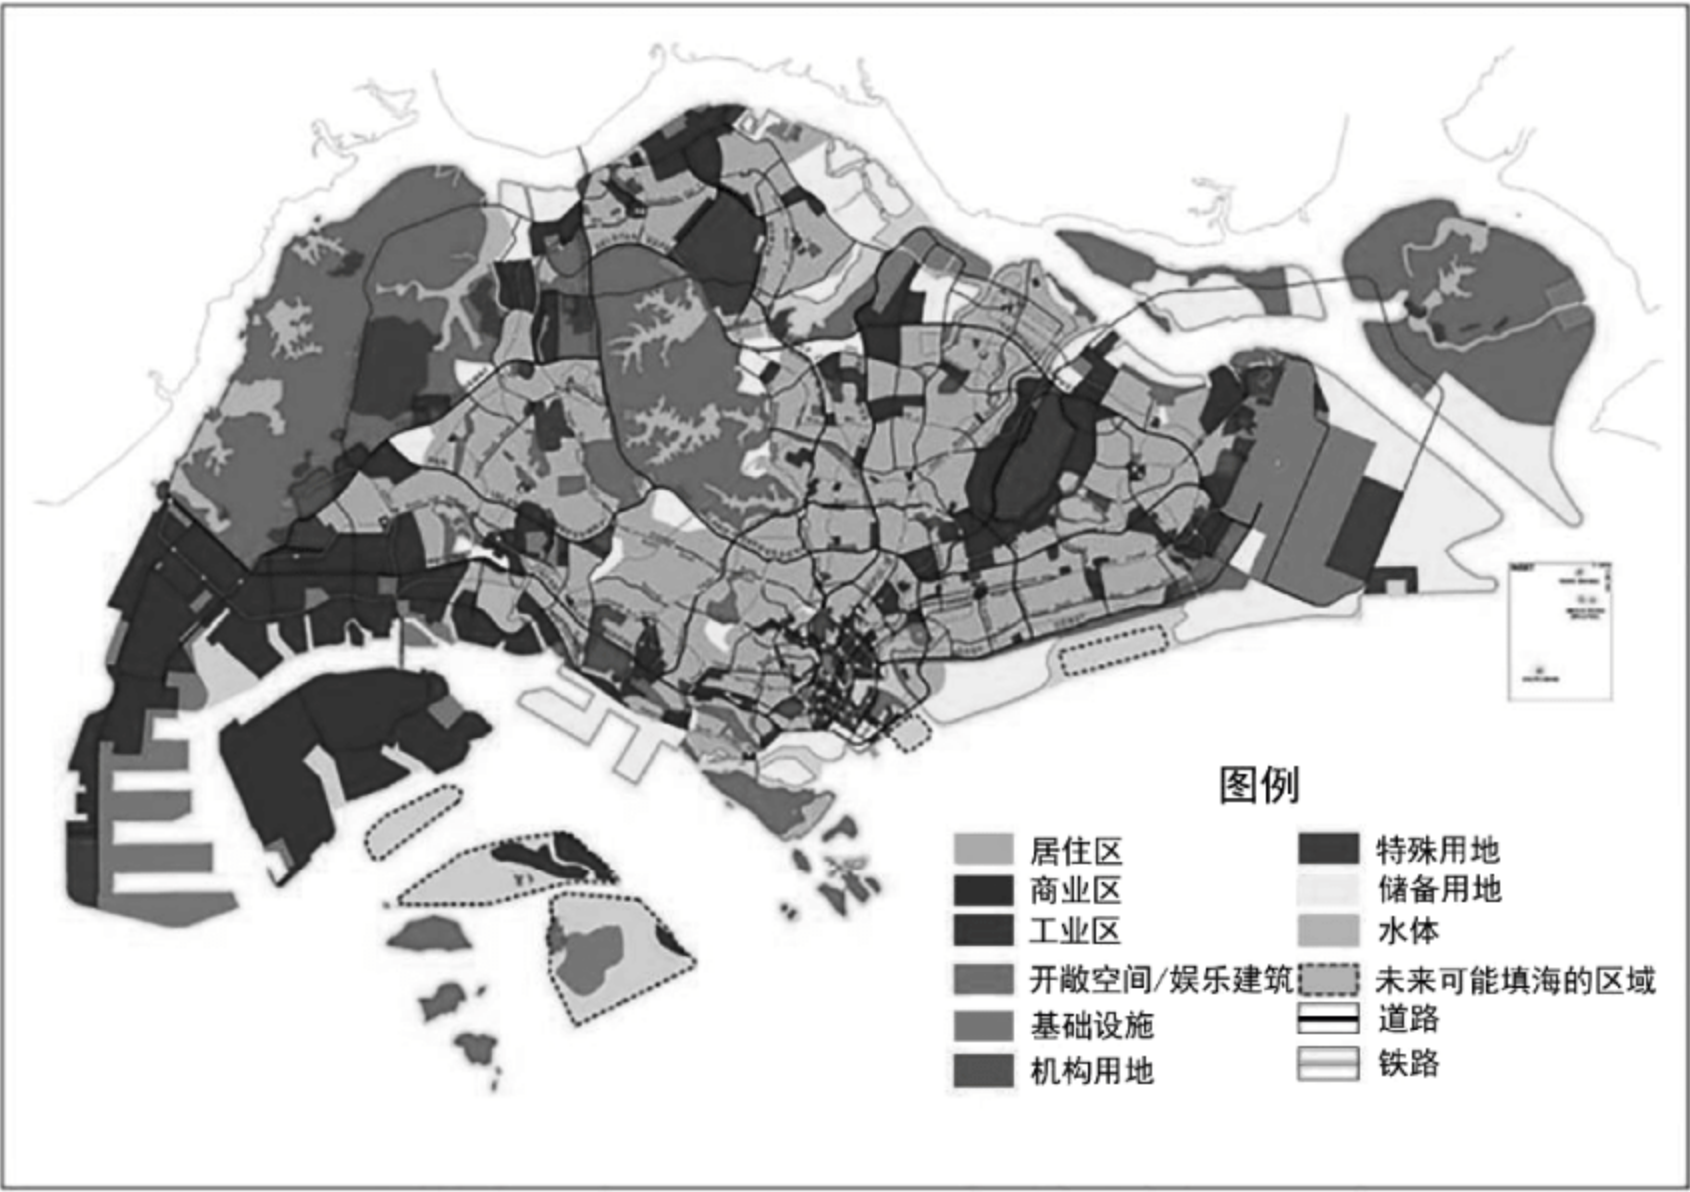 图例
居住区
商业区
工业区
开敞空间/娱乐建筑
基础设施
机构用地
特殊用地
储备用地
水体
未来可能填海的区域
道路
铁路